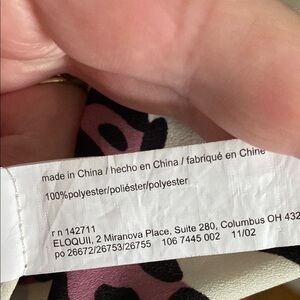 made in China / hecho en China / fabriqué en Chine
100%polyester/poliéster/polyester
r n 142711
ELOQUII, 2 Miranova Place, Suite 280, Columbus OH 432
po 26672/26753/26755 106 7445 002 11/02